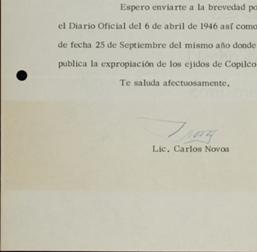 Espero enviarte a la brevedad po
el Diario Oficial del 6 de abril de 1946 así como
de fecha 25 de Septiembre del mismo año donde
publica la expropiación de los ejidos de Copilco
Te saluda afectuosamente,
Lic. Carlos Novoa